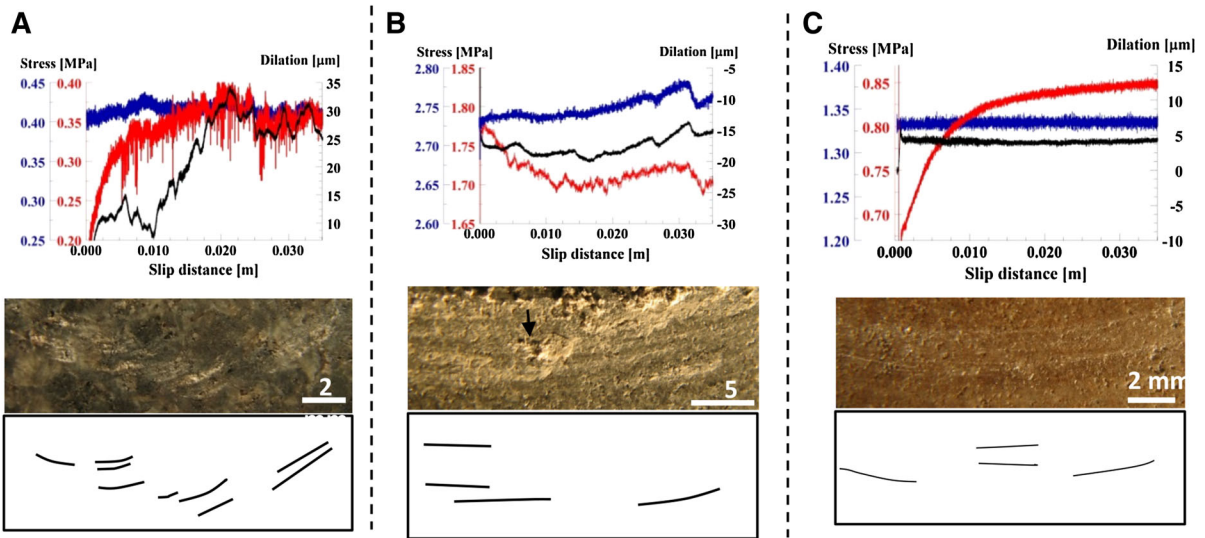 A
Stress [MPa]
Dilation [μm]
0.45 0.40 35
0.40 0.35 30
0.35 0.30 25
0.30 0.25 20
0.25 0.20 15
10
0.000 0.010 0.020 0.030
Slip distance [m]
2
mm
B
Stress [MPa]
Dilation [μm]
2.80 1.85 -5
2.75 1.80 -10
2.70 1.75 -15
2.65 1.70 -20
2.60 1.65 -25
-30
0.000 0.010 0.020 0.030
Slip distance [m]
5
C
Stress [MPa]
Dilation [μm]
1.40 0.85 15
1.35 0.80 10
1.30 0.75 5
1.25 0.70 0
1.20 -5
-10
0.000 0.010 0.020 0.030
Slip distance [m]
2 mm